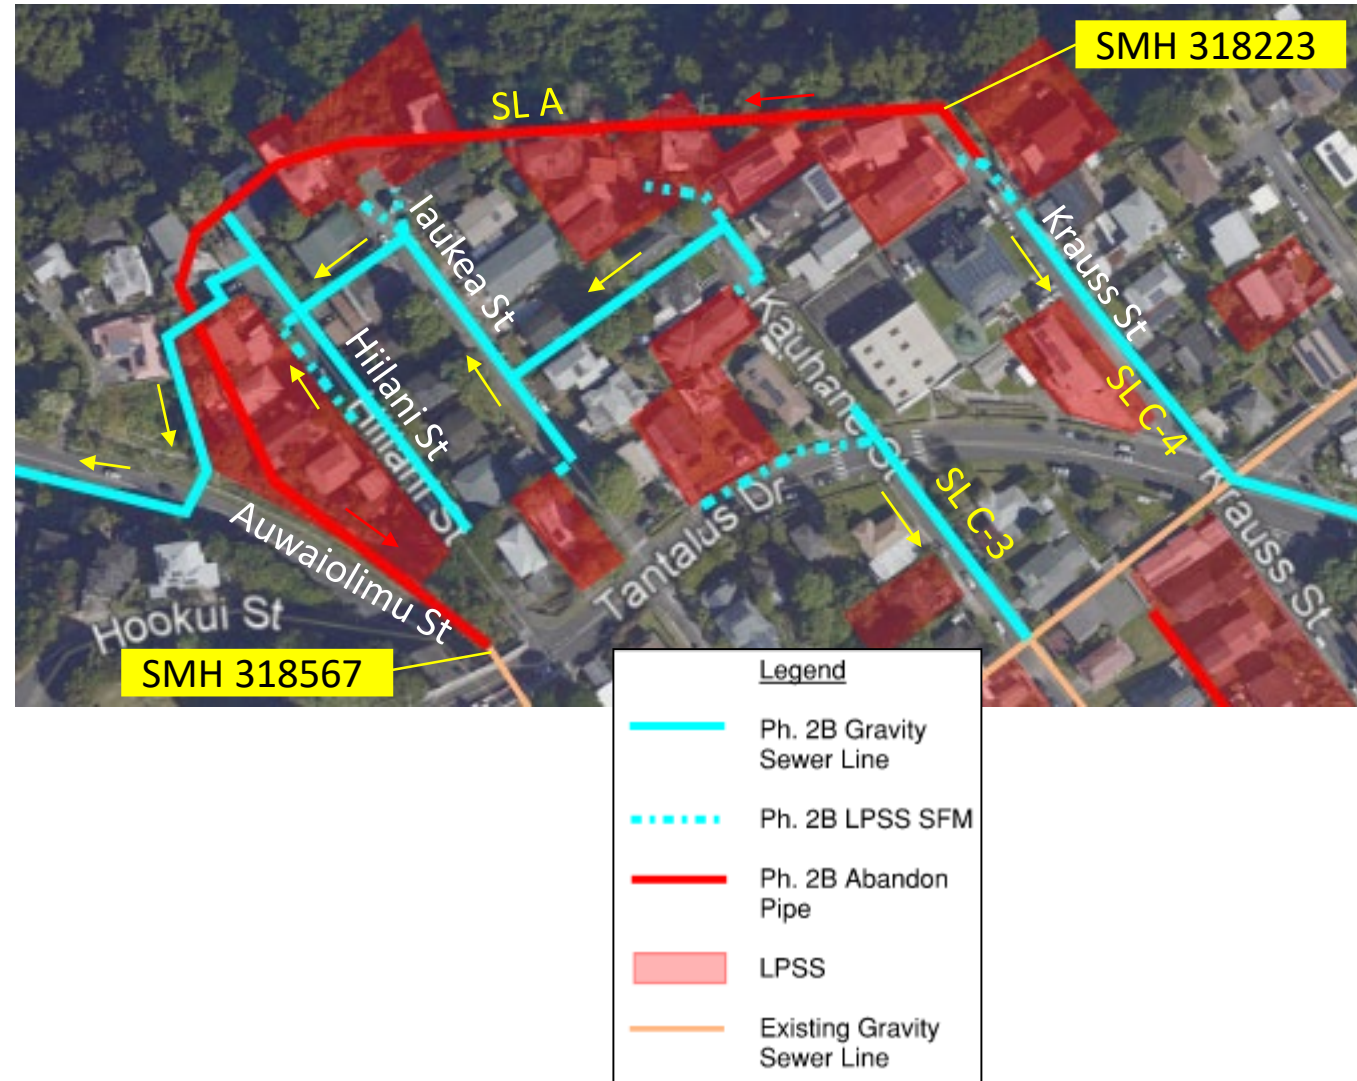 SMH 318223
SL A
Iaukea St
Krauss St
Hiilani St
Kauhane St
SL C-4
Hiilani St
SL C-3
Krauss St
Tantalus Dr
Auwaiolimu St
Hookui St
SMH 318567
Legend
Ph. 2B Gravity
Sewer Line
Ph. 2B LPSS SFM
Ph. 2B Abandon
Pipe
LPSS
Existing Gravity
Sewer Line